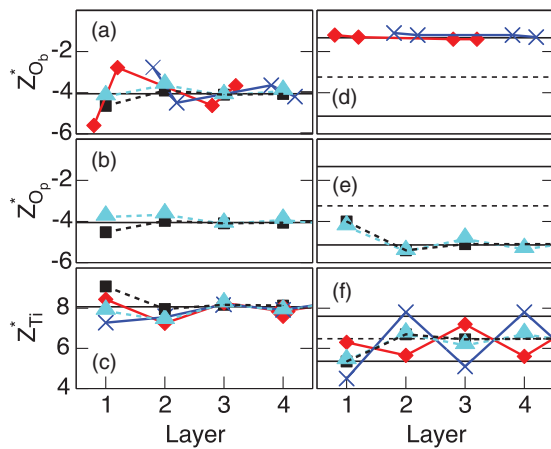 (a)
Z*Ob
-2
-4
-6
(d)
(b)
Z*Op
-2
-4
-6
(e)
(c)
Z*Ti
8
6
4
(f)
1 2 3 4 1 2 3 4
Layer Layer